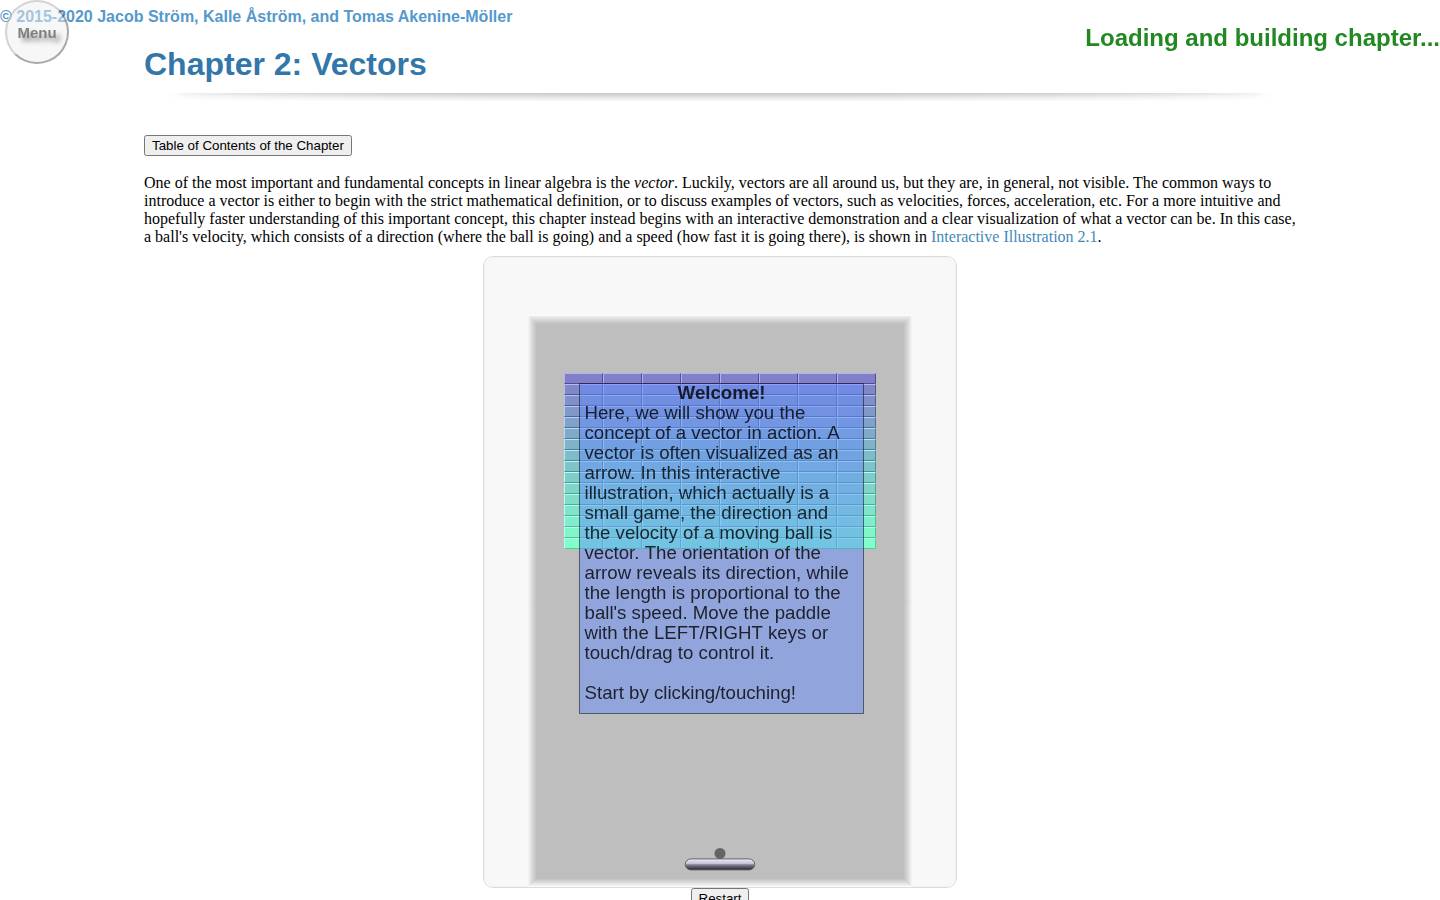 © 2015-2020 Jacob Ström, Kalle Åström, and Tomas Akenine-Möller
Menu
Loading and building chapter...
Chapter 2: Vectors
Table of Contents of the Chapter
One of the most important and fundamental concepts in linear algebra is the vector. Luckily, vectors are all around us, but they are, in general, not visible. The common ways to
introduce a vector is either to begin with the strict mathematical definition, or to discuss examples of vectors, such as velocities, forces, acceleration, etc. For a more intuitive and
hopefully faster understanding of this important concept, this chapter instead begins with an interactive demonstration and a clear visualization of what a vector can be. In this case,
a ball's velocity, which consists of a direction (where the ball is going) and a speed (how fast it is going there), is shown in Interactive Illustration 2.1.
Welcome!
Here, we will show you the
concept of a vector in action. A
vector is often visualized as an
arrow. In this interactive
illustration, which actually is a
small game, the direction and
the velocity of a moving ball is
vector. The orientation of the
arrow reveals its direction, while
the length is proportional to the
ball's speed. Move the paddle
with the LEFT/RIGHT keys or
touch/drag to control it.
Start by clicking/touching!
Restart